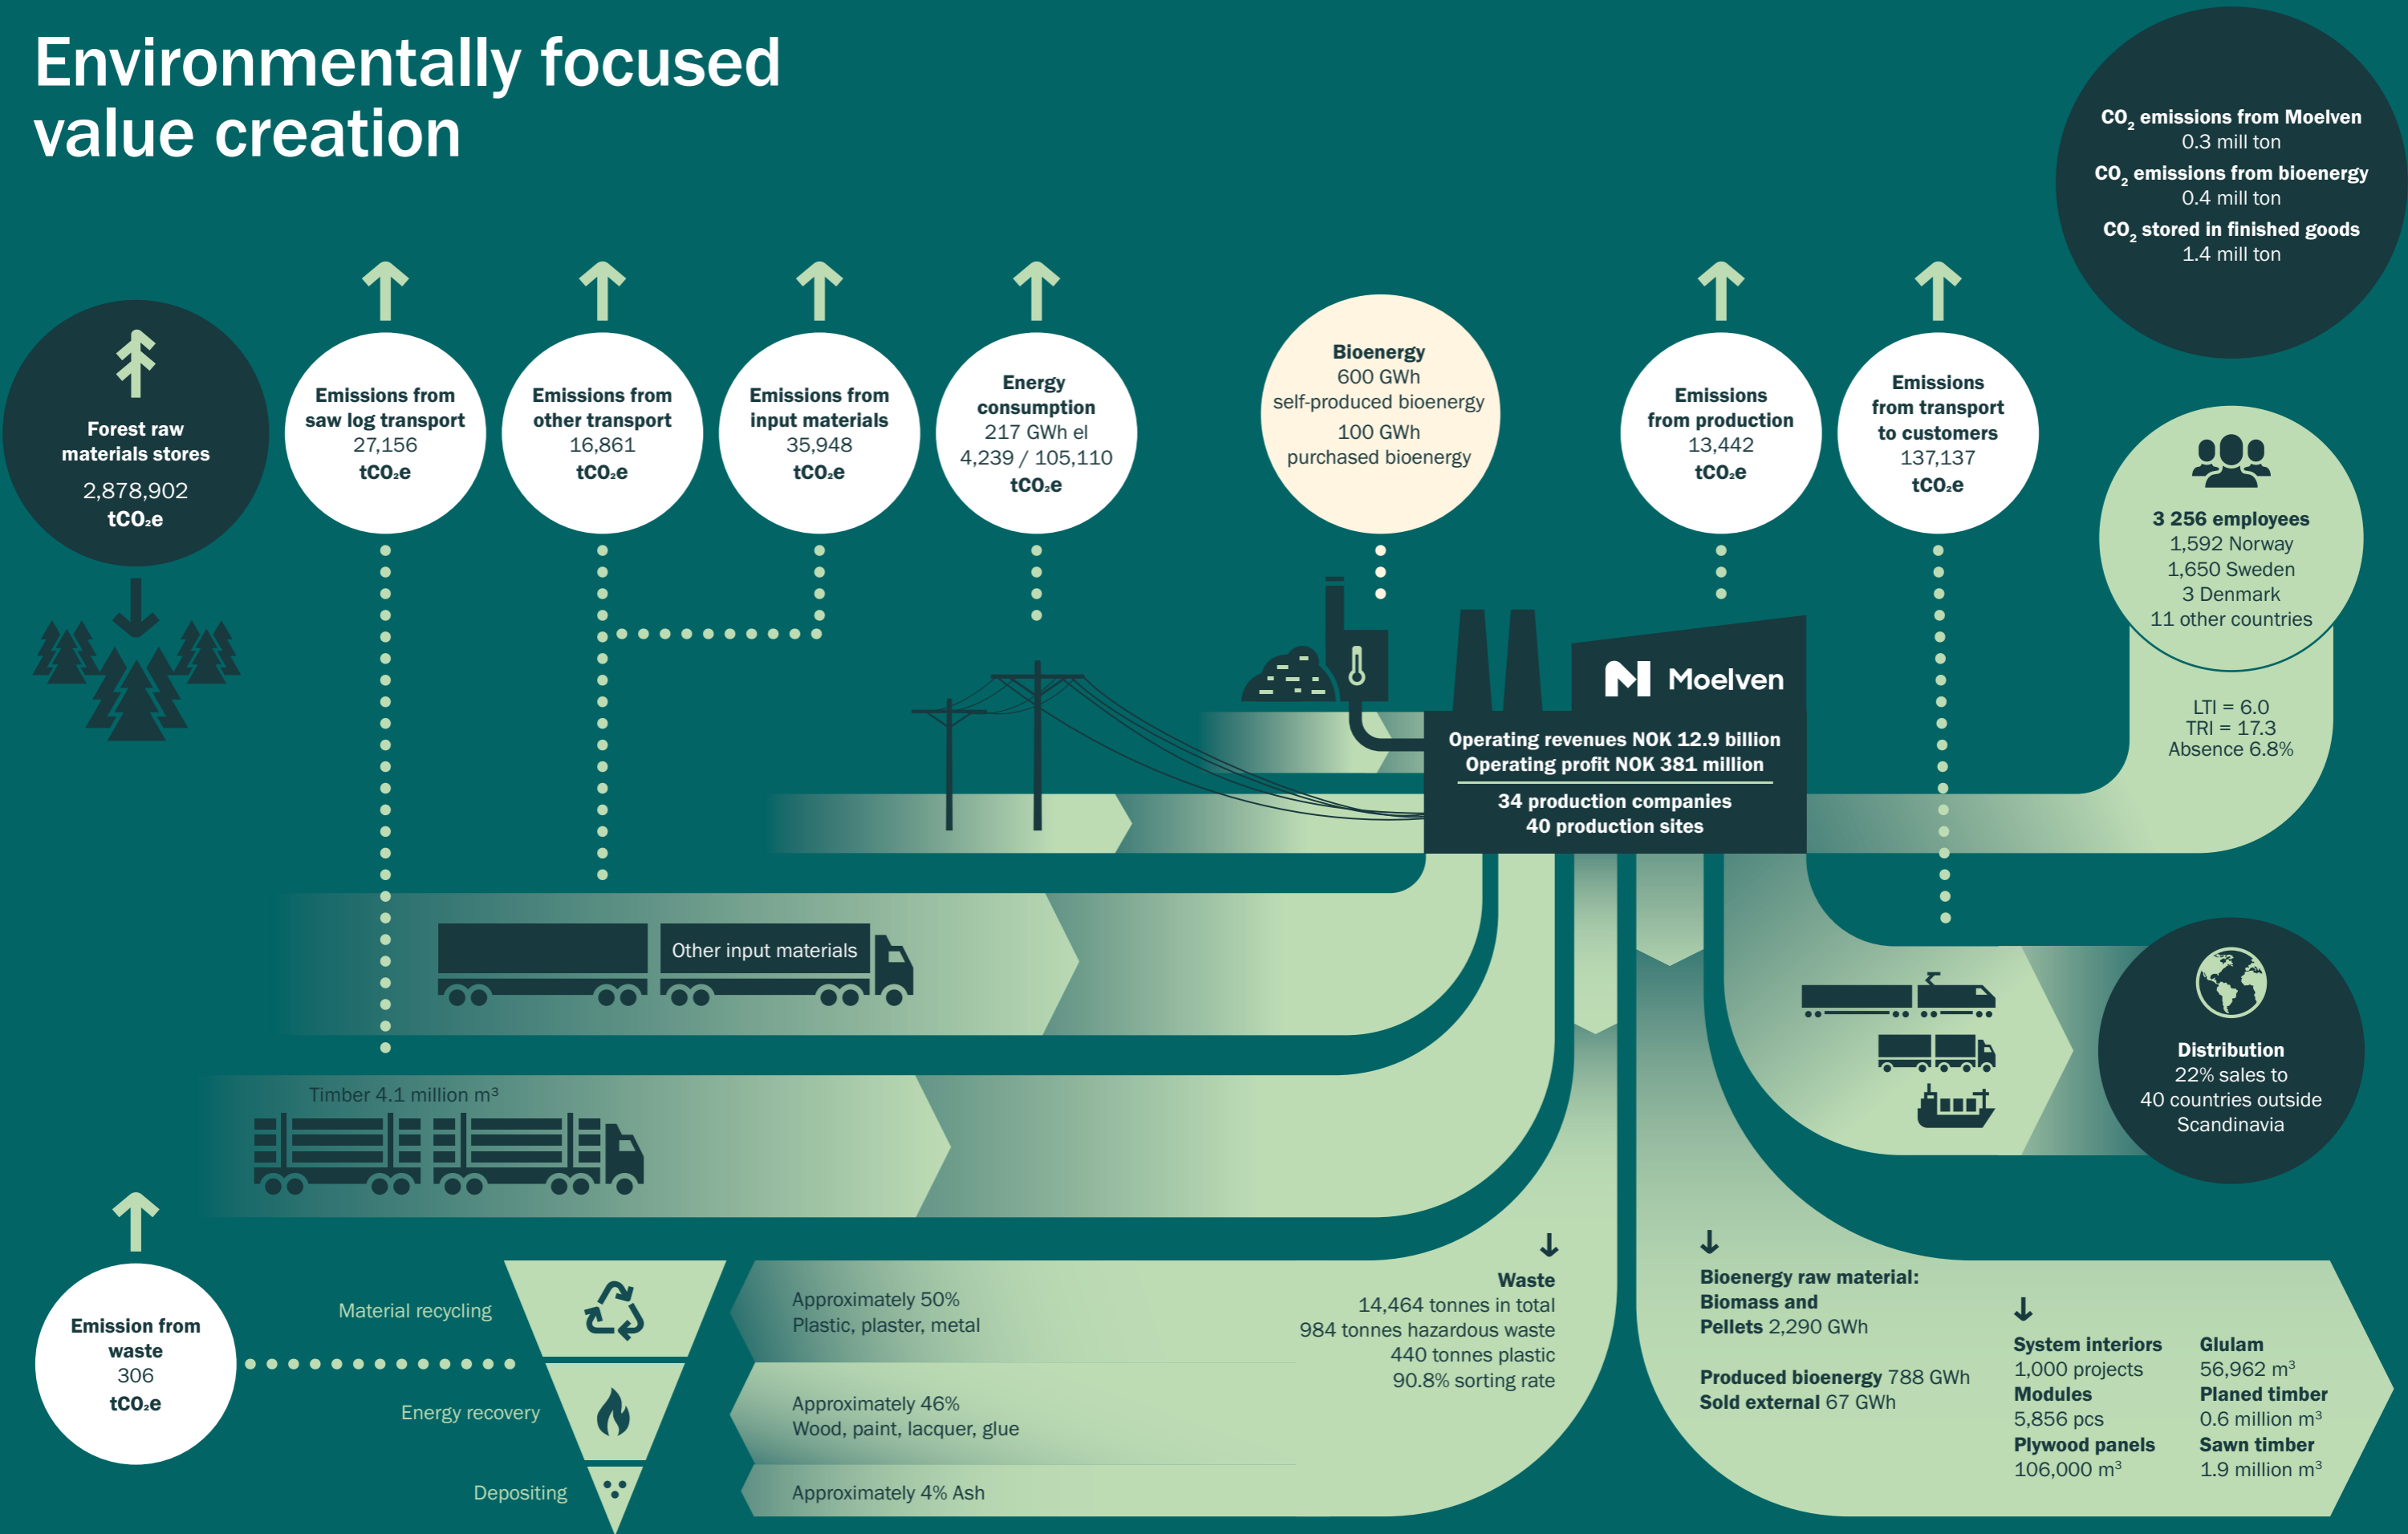 Environmentally focused
value creation
CO₂ emissions from Moelven
0.3 mill ton
CO₂ emissions from bioenergy
0.4 mill ton
CO₂ stored in finished goods
1.4 mill ton
Forest raw
materials stores
2,878,902
tCO₂e
Emissions from
saw log transport
27,156
tCO₂e
Emissions from
other transport
16,861
tCO₂e
Emissions from
input materials
35,948
tCO₂e
Energy
consumption
217 GWh el
4,239 / 105,110
tCO₂e
Bioenergy
600 GWh
self-produced bioenergy
100 GWh
purchased bioenergy
Emissions
from production
13,442
tCO₂e
Emissions
from transport
to customers
137,137
tCO₂e
3 256 employees
1,592 Norway
1,650 Sweden
3 Denmark
11 other countries
LTI = 6.0
TRI = 17.3
Absence 6.8%
Moelven
Operating revenues NOK 12.9 billion
Operating profit NOK 381 million
34 production companies
40 production sites
Other input materials
Timber 4.1 million m³
Distribution
22% sales to
40 countries outside
Scandinavia
Emission from
waste
306
tCO₂e
Material recycling
Energy recovery
Depositing
Approximately 50%
Plastic, plaster, metal
Approximately 46%
Wood, paint, lacquer, glue
Approximately 4% Ash
Waste
14,464 tonnes in total
984 tonnes hazardous waste
440 tonnes plastic
90.8% sorting rate
Bioenergy raw material:
Biomass and
Pellets 2,290 GWh
Produced bioenergy 788 GWh
Sold external 67 GWh
System interiors
1,000 projects
Modules
5,856 pcs
Plywood panels
106,000 m³
Glulam
56,962 m³
Planed timber
0.6 million m³
Sawn timber
1.9 million m³